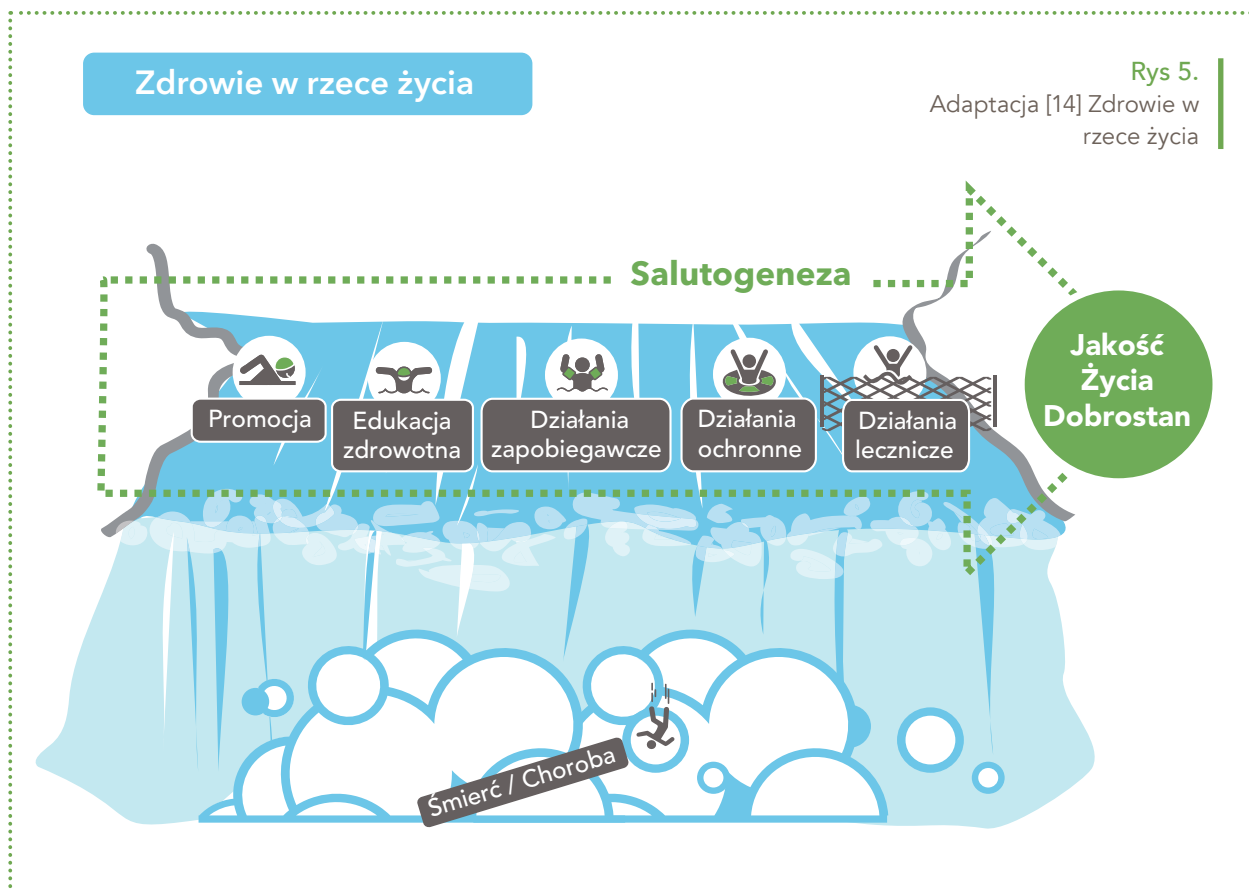 Zdrowie w rzece życia
Rys 5.
Adaptacja [14] Zdrowie w
rzece życia
Salutogeneza
Jakość
Życia
Dobrostan
Promocja
Edukacja
zdrowotna
Działania
zapobiegawcze
Działania
ochronne
Działania
lecznicze
Śmierć / Choroba